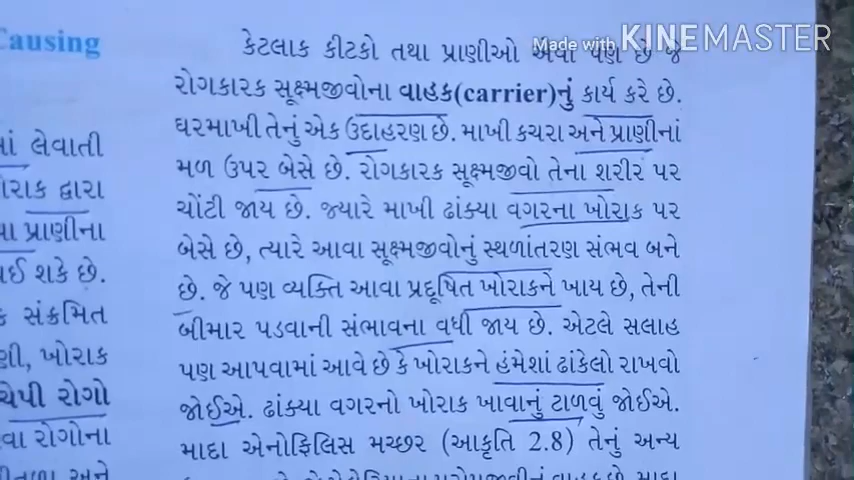 Causing
Made with KINEMASTER
કેટલાક કીટકો તથા પ્રાણીઓ એવા પણ છે જે
રોગકારક સૂક્ષ્મજીવોના વાહક(carrier)નું કાર્ય કરે છે.
ઘરમાખી તેનું એક ઉદાહરણ છે. માખી કચરા અને પ્રાણીનાં
મળ ઉપર બેસે છે. રોગકારક સૂક્ષ્મજીવો તેના શરીર પર
ચોંટી જાય છે. જ્યારે માખી ઢાંક્યા વગરના ખોરાક પર
બેસે છે, ત્યારે આવા સૂક્ષ્મજીવોનું સ્થળાંતરણ સંભવ બને
છે. જે પણ વ્યક્તિ આવા પ્રદૂષિત ખોરાકને ખાય છે, તેની
બીમાર પડવાની સંભાવના વધી જાય છે. એટલે સલાહ
પણ આપવામાં આવે છે કે ખોરાકને હંમેશાં ઢાંકેલો રાખવો
જોઈએ. ઢાંક્યા વગરનો ખોરાક ખાવાનું ટાળવું જોઈએ.
માદા એનોફિલિસ મચ્છર (આકૃતિ 2.8) તેનું અન્ય
લેવાતી
દ્વારા
પ્રાણીના
શકે છે.
સંક્રમિત
ખોરાક
ચેપી રોગો
રોગોના
અને